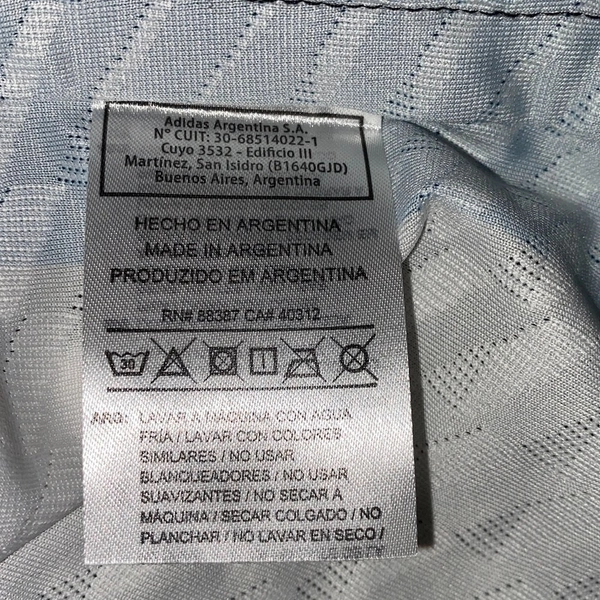 Adidas Argentina S.A.
N° CUIT: 30-68514022-1
Cuyo 3532 - Edificio III
Martínez, San Isidro (B1640GJD)
Buenos Aires, Argentina
HECHO EN ARGENTINA
MADE IN ARGENTINA
PRODUZIDO EM ARGENTINA
RN# 88387 CA# 40312
30
ARG: LAVAR A MÁQUINA CON AGUA
FRÍA / LAVAR CON COLORES
SIMILARES / NO USAR
BLANQUEADORES / NO USAR
SUAVIZANTES / NO SECAR A
MÁQUINA / SECAR COLGADO / NO
PLANCHAR / NO LAVAR EN SECO /